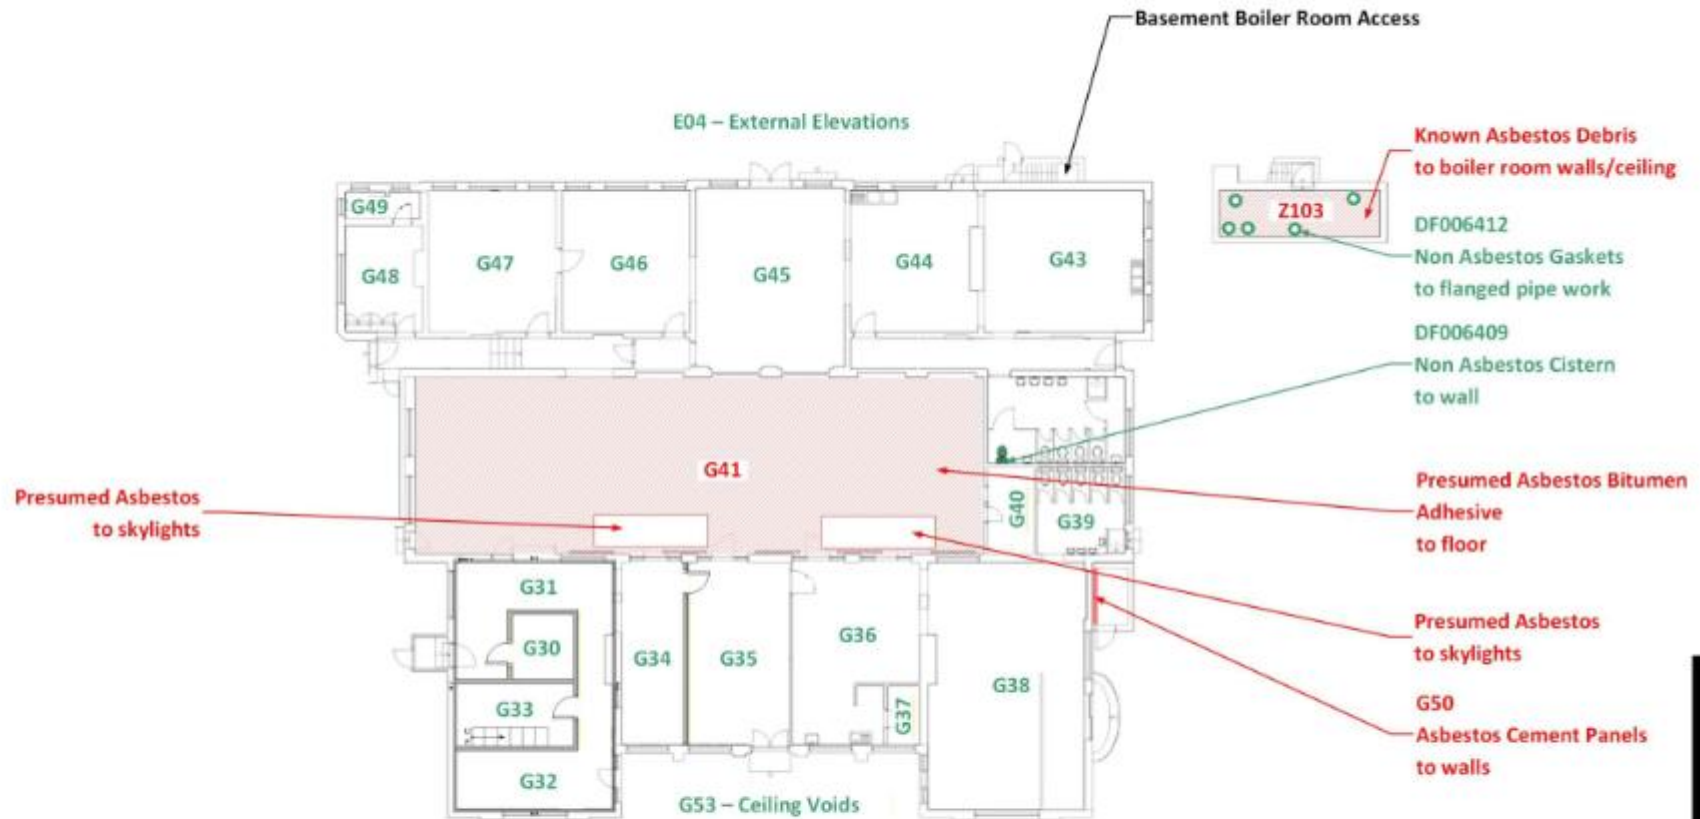 Basement Boiler Room Access
E04 – External Elevations
Known Asbestos Debris
to boiler room walls/ceiling
Z103
DF006412
Non Asbestos Gaskets
to flanged pipe work
DF006409
Non Asbestos Cistern
to wall
G49
G48
G47
G46
G45
G44
G43
G41
G40
G39
Presumed Asbestos
to skylights
Presumed Asbestos Bitumen
Adhesive
to floor
Presumed Asbestos
to skylights
G50
Asbestos Cement Panels
to walls
G31
G30
G33
G32
G34
G35
G36
G37
G38
G53 – Ceiling Voids